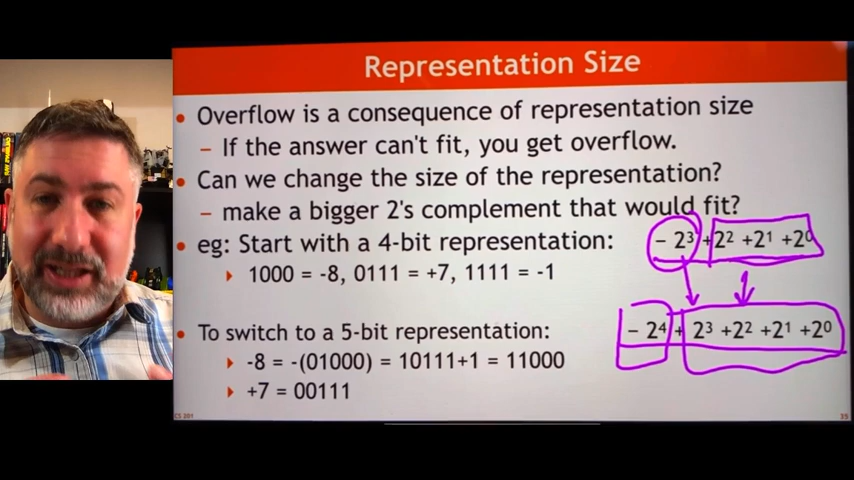 Representation Size
• Overflow is a consequence of representation size
– If the answer can't fit, you get overflow.
• Can we change the size of the representation?
– make a bigger 2's complement that would fit?
• eg: Start with a 4-bit representation:
– 2³ + 2² +2¹ +2⁰
1000 = -8, 0111 = +7, 1111 = -1
• To switch to a 5-bit representation:
– 2⁴ + 2³ +2² +2¹ +2⁰
-8 = -(01000) = 10111+1 = 11000
+7 = 00111
CS 201
35